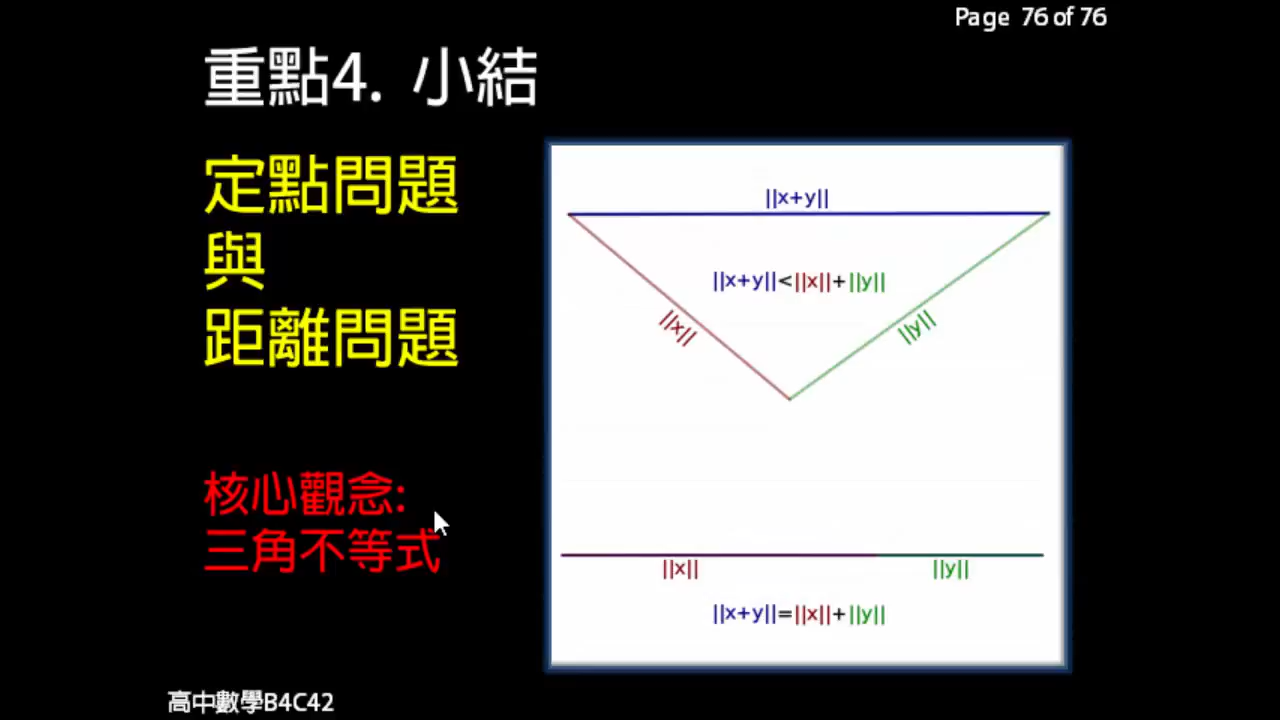 Page 76 of 76
重點4. 小結
定點問題
與
距離問題
核心觀念:
三角不等式
||x+y||
||x+y||<||x||+||y||
||x||
||y||
||x||
||y||
||x+y||=||x||+||y||
高中數學B4C42